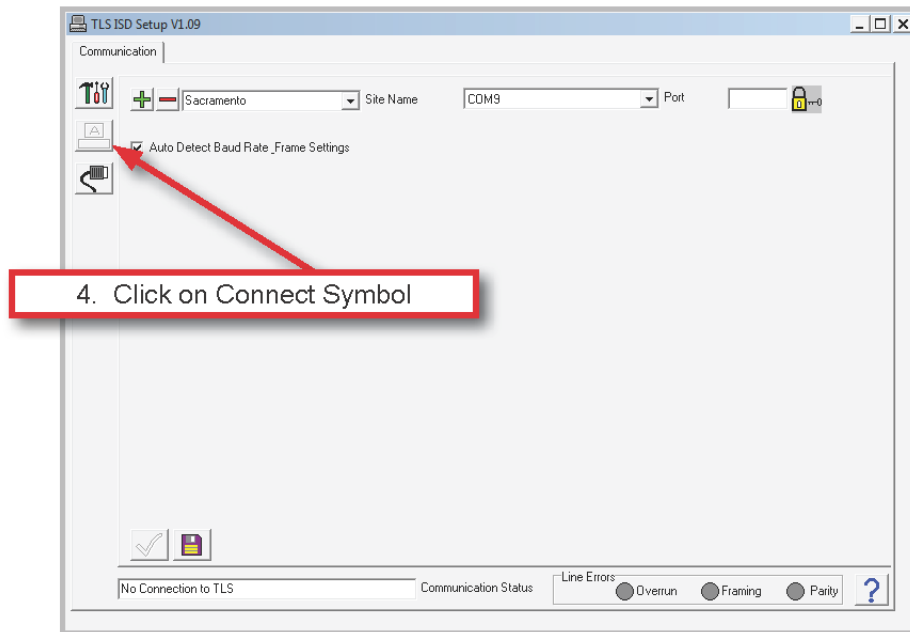 TLS ISD Setup V1.09
Communication
Sacramento Site Name COM9 Port
A
Auto Detect Baud Rate_Frame Settings
4. Click on Connect Symbol
No Connection to TLS Communication Status Line Errors Overrun Framing Parity ?